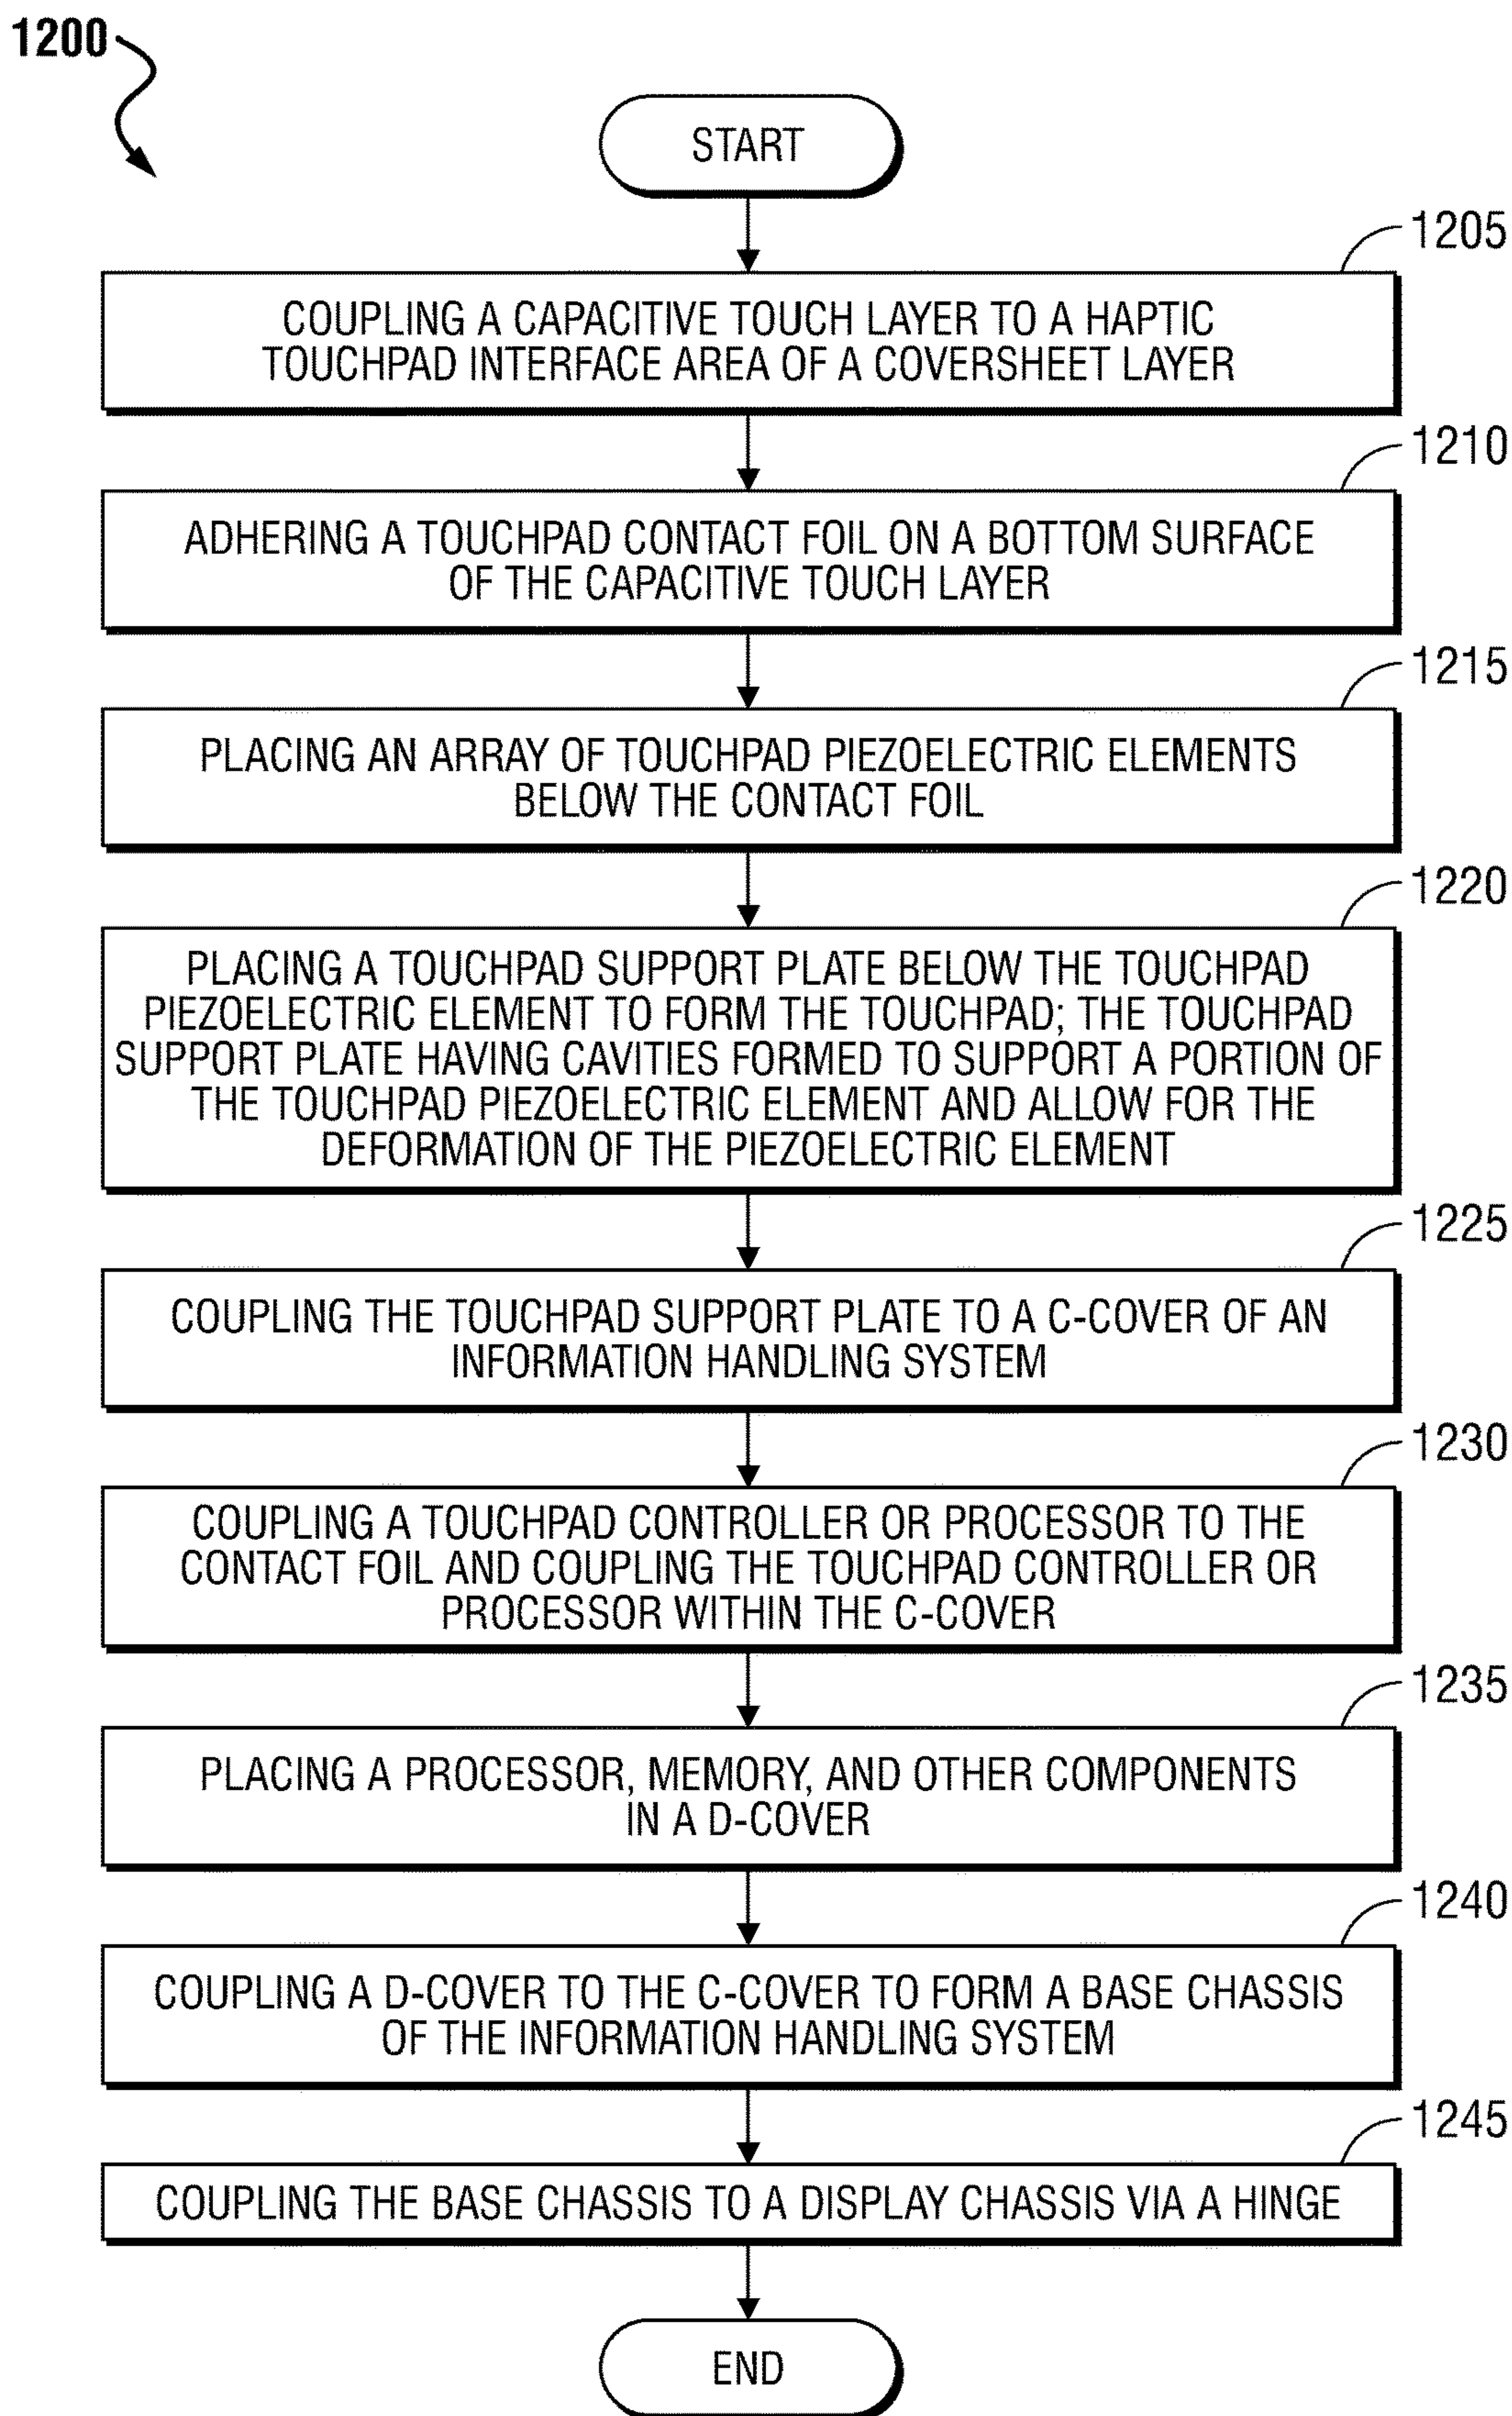 1200
START
1205
COUPLING A CAPACITIVE TOUCH LAYER TO A HAPTIC
TOUCHPAD INTERFACE AREA OF A COVERSHEET LAYER
1210
ADHERING A TOUCHPAD CONTACT FOIL ON A BOTTOM SURFACE
OF THE CAPACITIVE TOUCH LAYER
1215
PLACING AN ARRAY OF TOUCHPAD PIEZOELECTRIC ELEMENTS
BELOW THE CONTACT FOIL
1220
PLACING A TOUCHPAD SUPPORT PLATE BELOW THE TOUCHPAD
PIEZOELECTRIC ELEMENT TO FORM THE TOUCHPAD; THE TOUCHPAD
SUPPORT PLATE HAVING CAVITIES FORMED TO SUPPORT A PORTION OF
THE TOUCHPAD PIEZOELECTRIC ELEMENT AND ALLOW FOR THE
DEFORMATION OF THE PIEZOELECTRIC ELEMENT
1225
COUPLING THE TOUCHPAD SUPPORT PLATE TO A C-COVER OF AN
INFORMATION HANDLING SYSTEM
1230
COUPLING A TOUCHPAD CONTROLLER OR PROCESSOR TO THE
CONTACT FOIL AND COUPLING THE TOUCHPAD CONTROLLER OR
PROCESSOR WITHIN THE C-COVER
1235
PLACING A PROCESSOR, MEMORY, AND OTHER COMPONENTS
IN A D-COVER
1240
COUPLING A D-COVER TO THE C-COVER TO FORM A BASE CHASSIS
OF THE INFORMATION HANDLING SYSTEM
1245
COUPLING THE BASE CHASSIS TO A DISPLAY CHASSIS VIA A HINGE
END